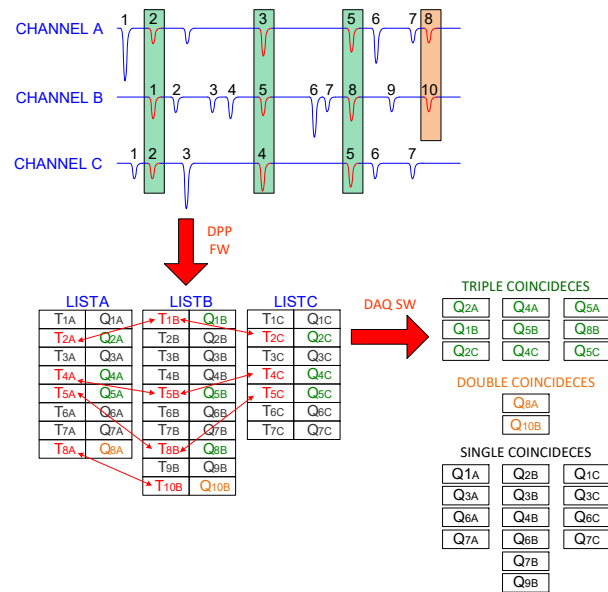 1 2 3 5 6 7 8
CHANNEL A
1 2 3 4 5 6 7 8 9 10
CHANNEL B
1 2 3 4 5 6 7
CHANNEL C
DPP
FW
LISTA LISTB LISTC
T1A Q1A T1B Q1B T1C Q1C
T2A Q2A T2B Q2B T2C Q2C
T3A Q3A T3B Q3B T3C Q3C
T4A Q4A T4B Q4B T4C Q4C
T5A Q5A T5B Q5B T5C Q5C
T6A Q6A T6B Q6B T6C Q6C
T7A Q7A T7B Q7B T7C Q7C
T8A Q8A T8B Q8B
T9B Q9B
T10B Q10B
DAQ SW
TRIPLE COINCIDECES
Q2A Q4A Q5A
Q1B Q5B Q8B
Q2C Q4C Q5C
DOUBLE COINCIDECES
Q8A
Q10B
SINGLE COINCIDECES
Q1A Q2B Q1C
Q3A Q3B Q3C
Q6A Q4B Q6C
Q7A Q6B Q7C
Q7B
Q9B